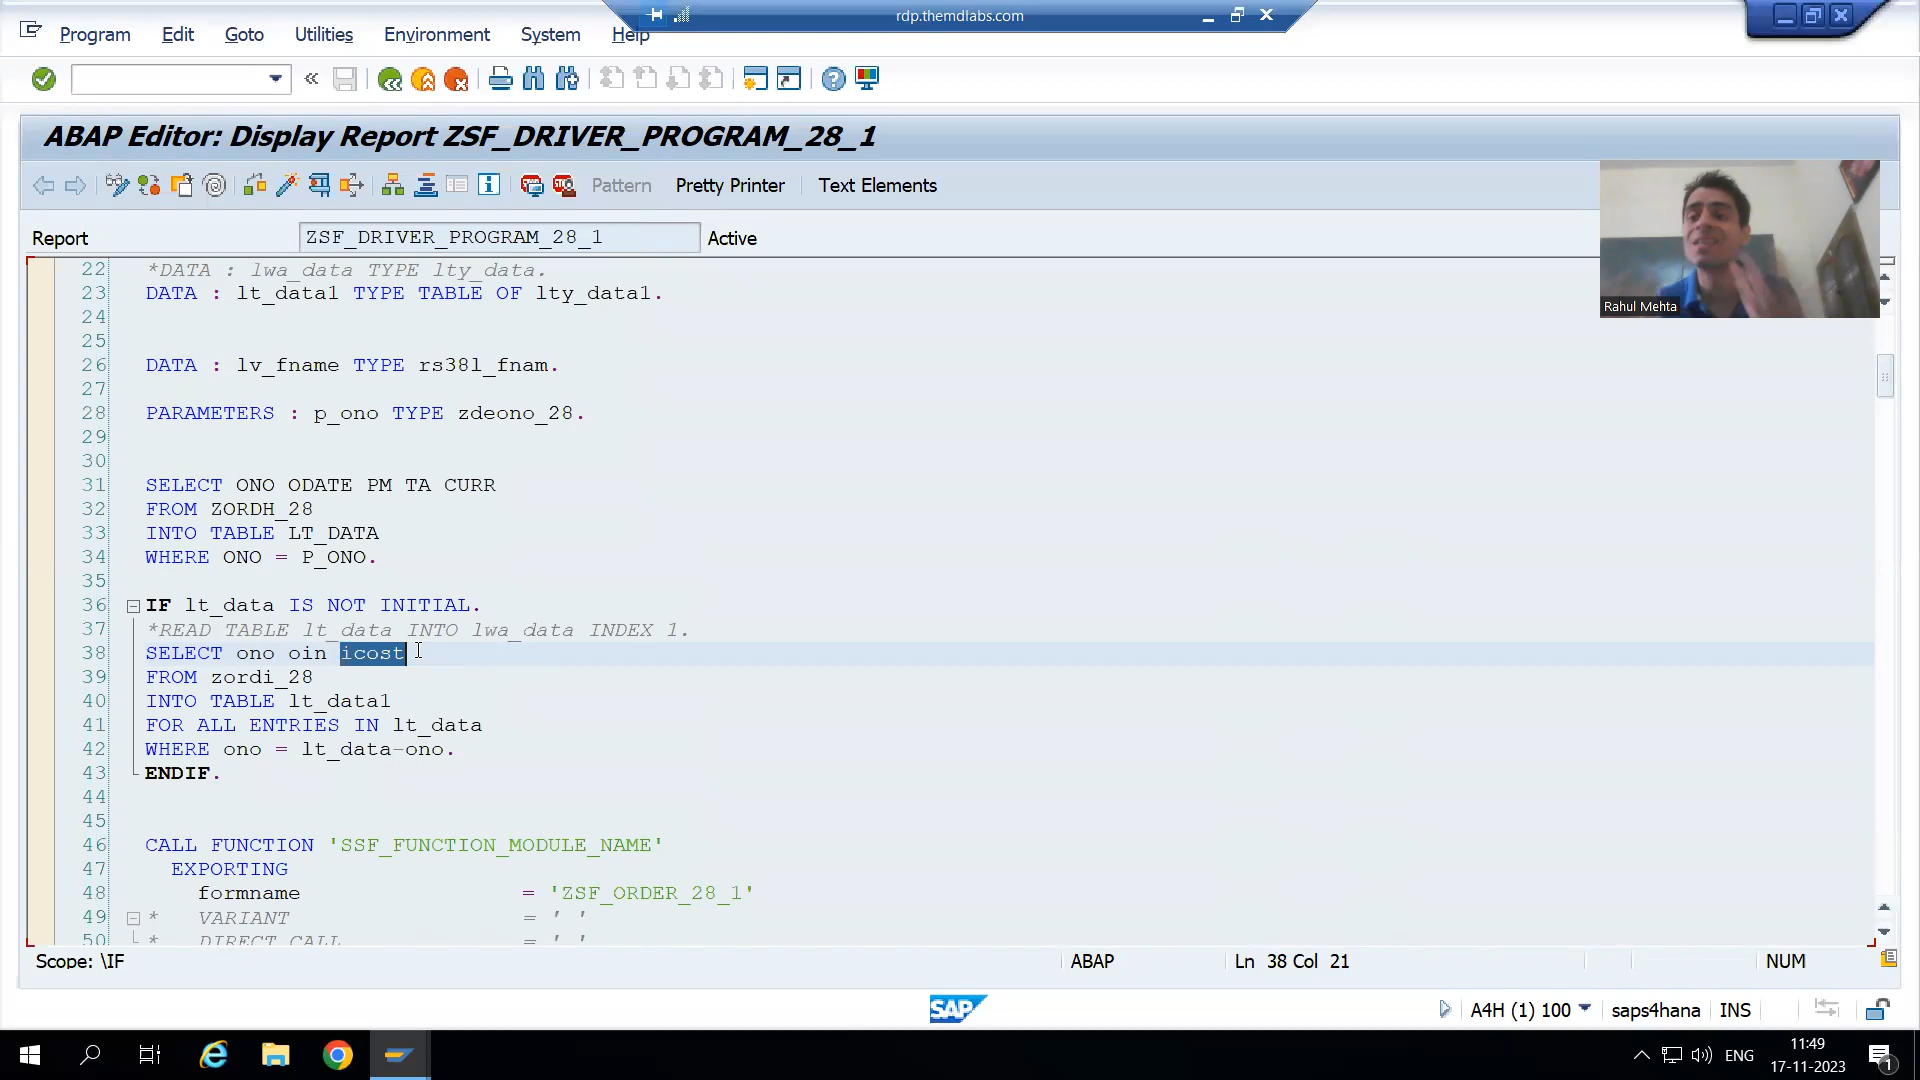 rdp.themdlabs.com
Program Edit Goto Utilities Environment System Help
ABAP Editor: Display Report ZSF_DRIVER_PROGRAM_28_1
Pattern Pretty Printer Text Elements
Report ZSF_DRIVER_PROGRAM_28_1 Active
Rahul Mehta
22 *DATA : lwa_data TYPE lty_data.
23 DATA : lt_data1 TYPE TABLE OF lty_data1.
24
25
26 DATA : lv_fname TYPE rs38l_fnam.
27
28 PARAMETERS : p_ono TYPE zdeono_28.
29
30
31 SELECT ONO ODATE PM TA CURR
32 FROM ZORDH_28
33 INTO TABLE LT_DATA
34 WHERE ONO = P_ONO.
35
36 IF lt_data IS NOT INITIAL.
37 *READ TABLE lt_data INTO lwa_data INDEX 1.
38 SELECT ono oin icost
39 FROM zordi_28
40 INTO TABLE lt_data1
41 FOR ALL ENTRIES IN lt_data
42 WHERE ono = lt_data-ono.
43 ENDIF.
44
45
46 CALL FUNCTION 'SSF_FUNCTION_MODULE_NAME'
47 EXPORTING
48 formname = 'ZSF_ORDER_28_1'
49 * VARIANT = ' '
50 * DIRECT_CALL = ' '
Scope: \IF ABAP Ln 38 Col 21 NUM
SAP A4H (1) 100 saps4hana INS
ENG 11:49
17-11-2023
1